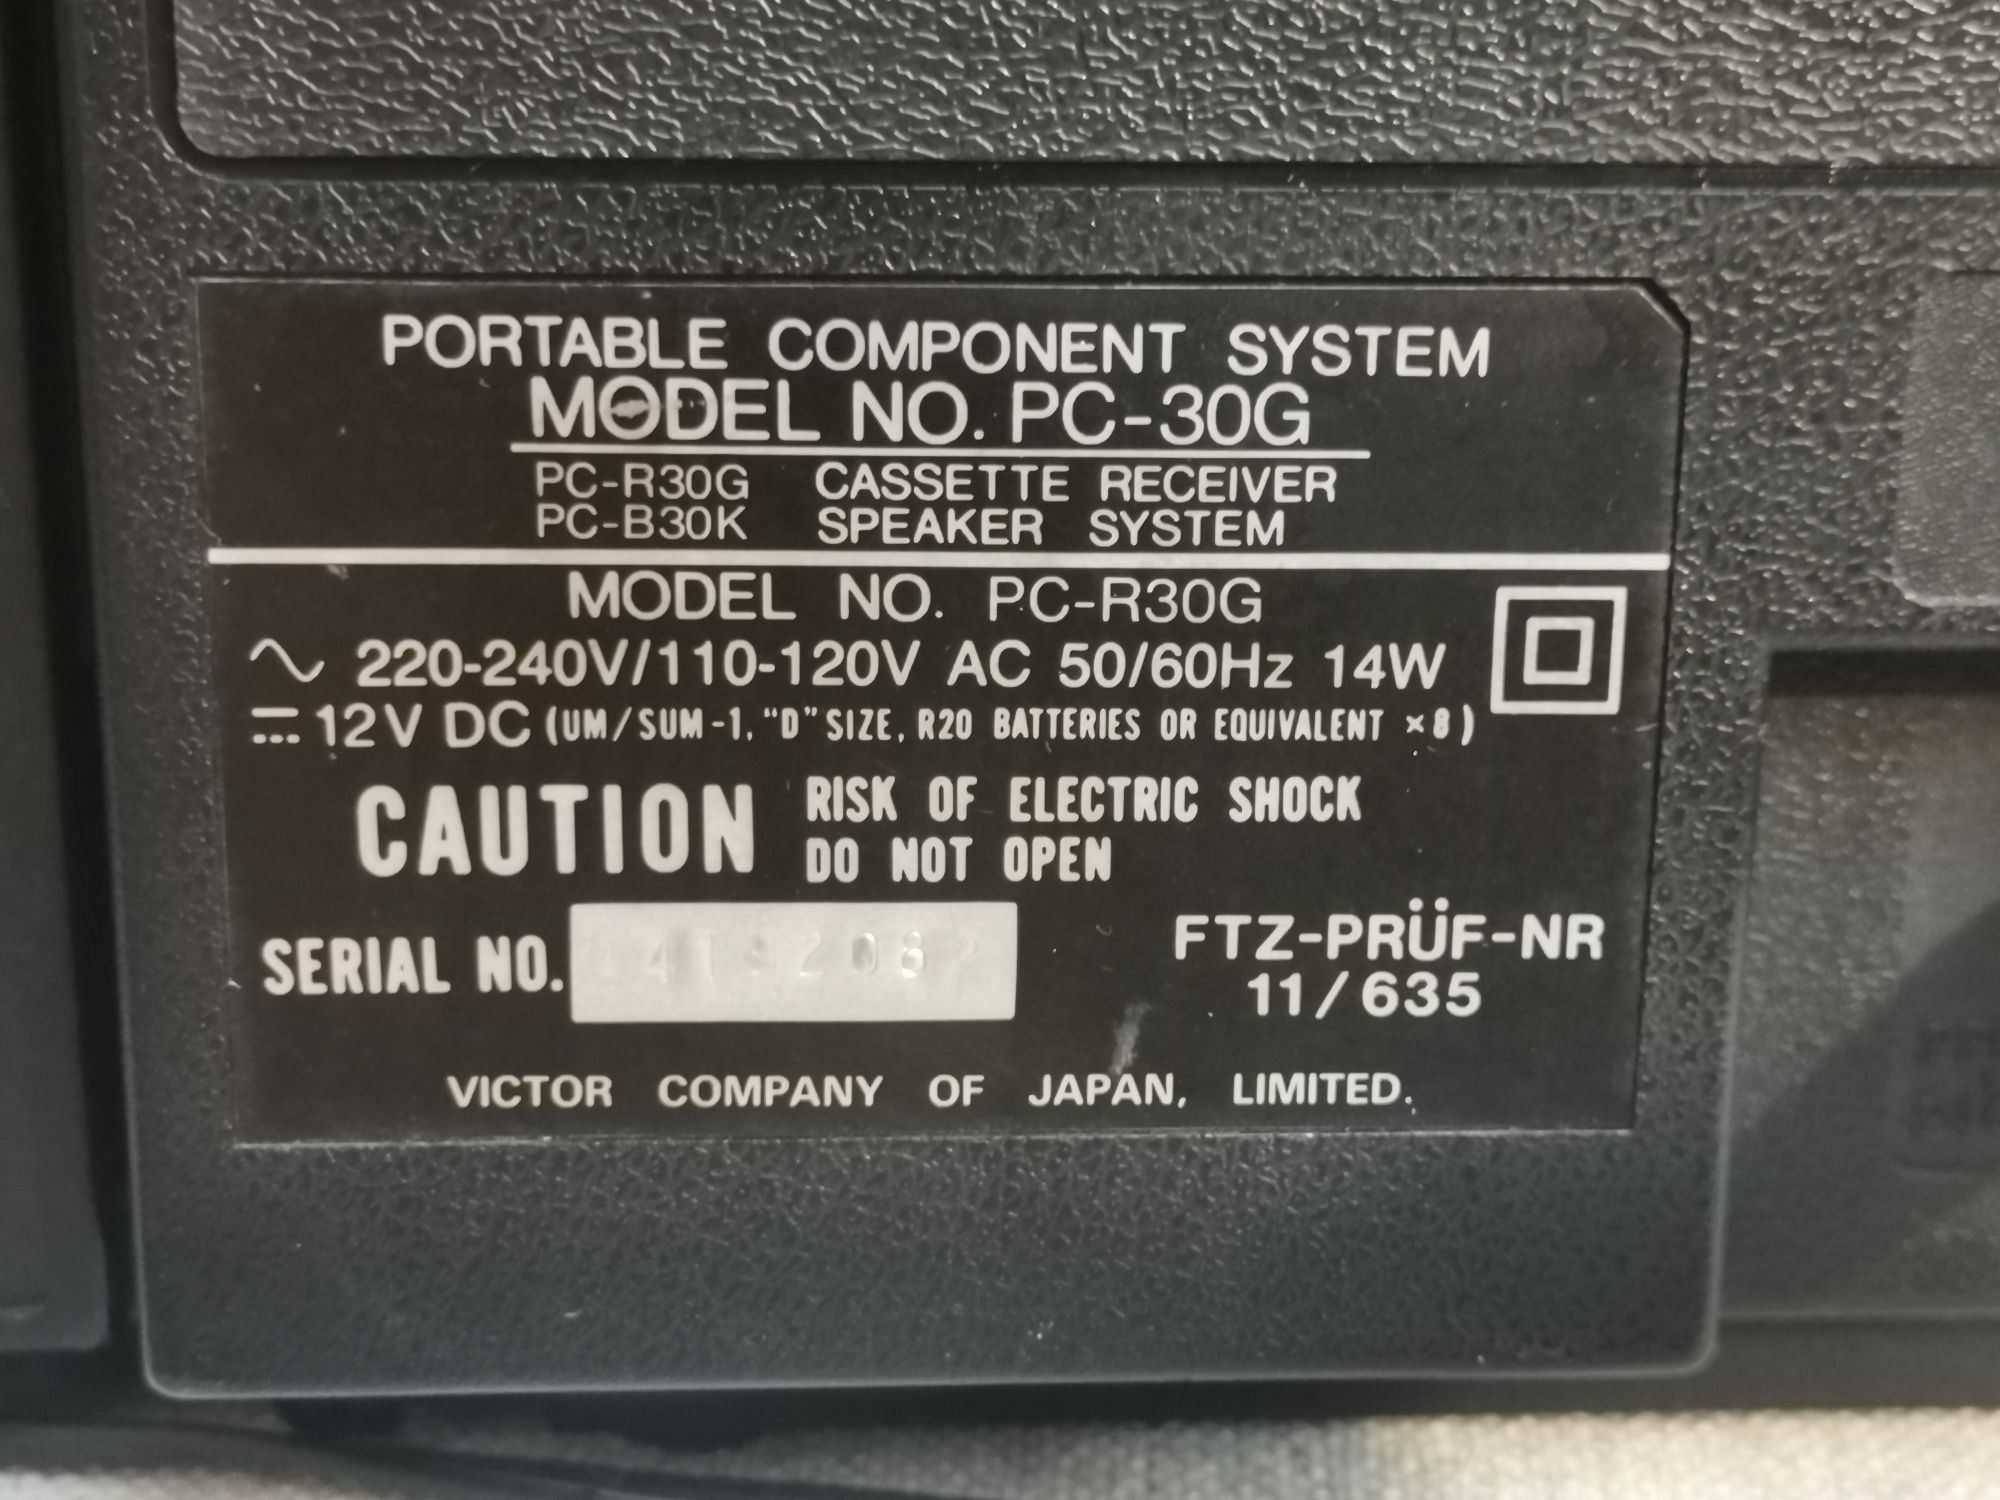 PORTABLE COMPONENT SYSTEM
MODEL NO. PC-30G
PC-R30G CASSETTE RECEIVER
PC-B30K SPEAKER SYSTEM
MODEL NO. PC-R30G
220-240V/110-120V AC 50/60Hz 14W
12V DC (UM/SUM-1, "D" SIZE, R20 BATTERIES OR EQUIVALENT ×8)
CAUTION RISK OF ELECTRIC SHOCK
DO NOT OPEN
SERIAL NO.
FTZ-PRÜF-NR
11/635
VICTOR COMPANY OF JAPAN, LIMITED.